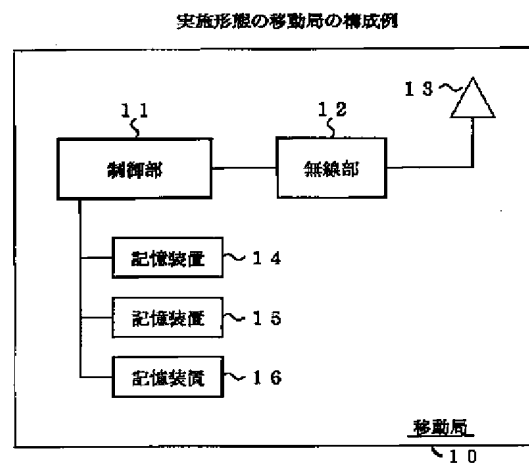 実施形態の移動局の構成例
11
12
13
制御部
無線部
記憶装置
14
記憶装置
15
記憶装置
16
移動局
10